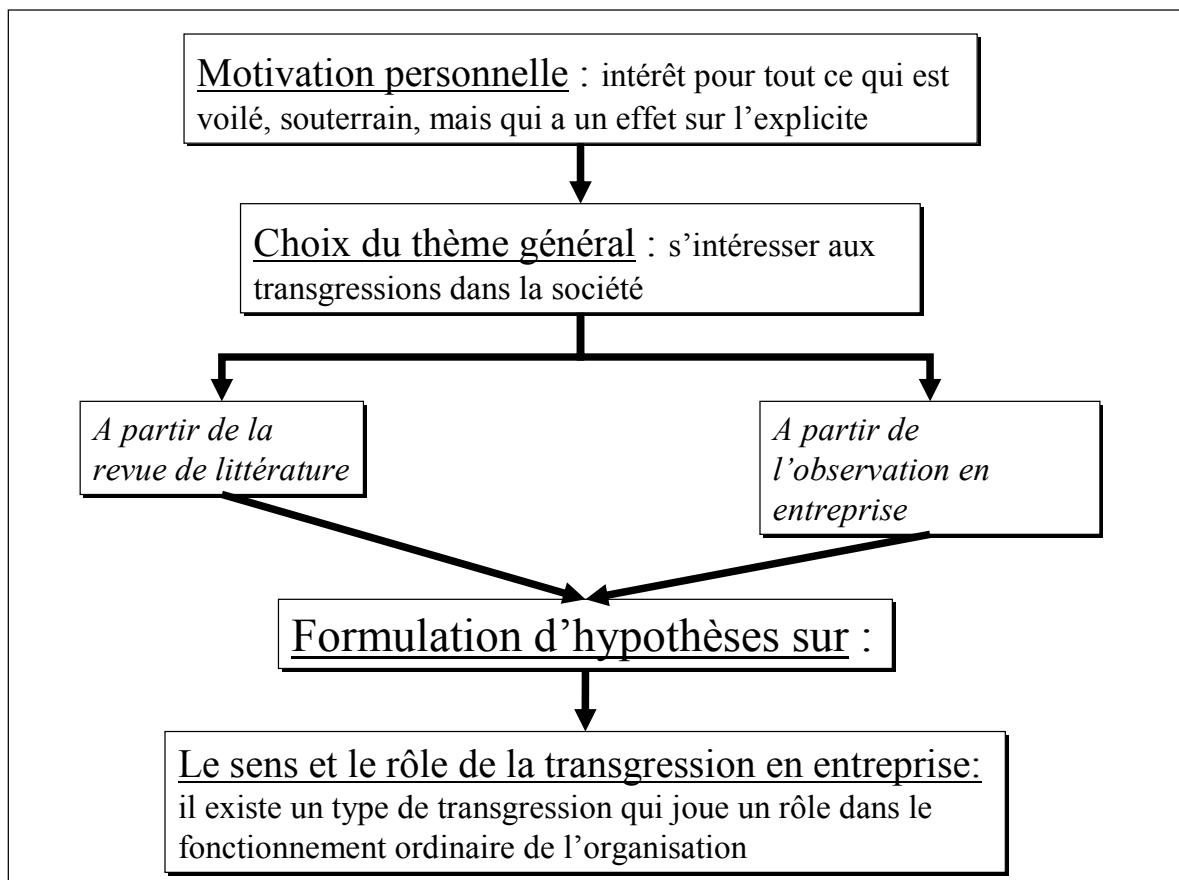 Motivation personnelle : intérêt pour tout ce qui est
voilé, souterrain, mais qui a un effet sur l’explicite
Choix du thème général : s’intéresser aux
transgressions dans la société
A partir de la
revue de littérature
A partir de
l’observation en
entreprise
Formulation d’hypothèses sur :
Le sens et le rôle de la transgression en entreprise:
il existe un type de transgression qui joue un rôle dans le
fonctionnement ordinaire de l’organisation